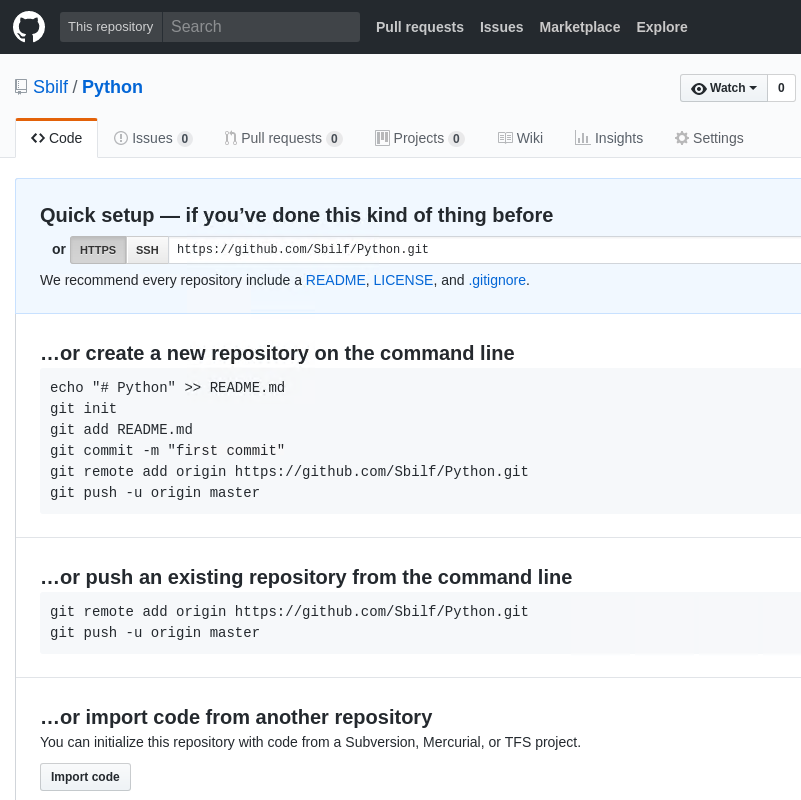 This repository Search Pull requests Issues Marketplace Explore
Sbilf / Python Watch 0
Code Issues 0 Pull requests 0 Projects 0 Wiki Insights Settings
Quick setup — if you’ve done this kind of thing before
or HTTPS SSH https://github.com/Sbilf/Python.git
We recommend every repository include a README, LICENSE, and .gitignore.
…or create a new repository on the command line
echo "# Python" >> README.md
git init
git add README.md
git commit -m "first commit"
git remote add origin https://github.com/Sbilf/Python.git
git push -u origin master
…or push an existing repository from the command line
git remote add origin https://github.com/Sbilf/Python.git
git push -u origin master
…or import code from another repository
You can initialize this repository with code from a Subversion, Mercurial, or TFS project.
Import code